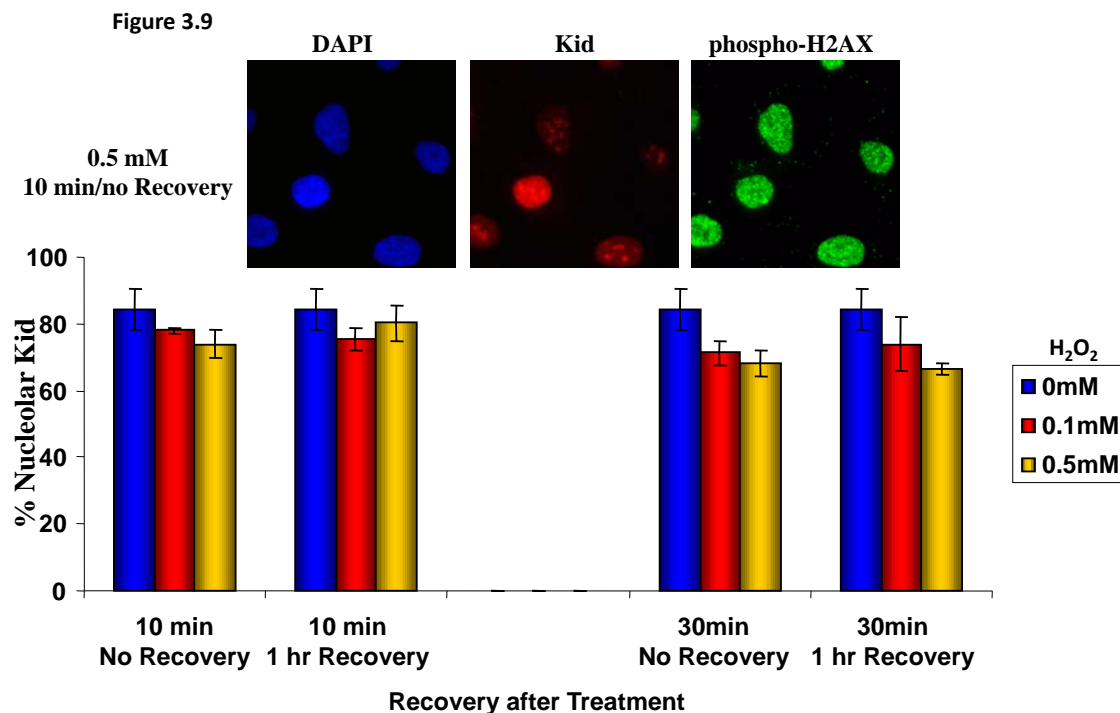 Figure 3.9
DAPI
Kid
phospho-H2AX
0.5 mM
10 min/no Recovery
% Nucleolar Kid
100
80
60
40
20
0
10 min
No Recovery
10 min
1 hr Recovery
30min
No Recovery
30min
1 hr Recovery
Recovery after Treatment
H₂O₂
0mM
0.1mM
0.5mM